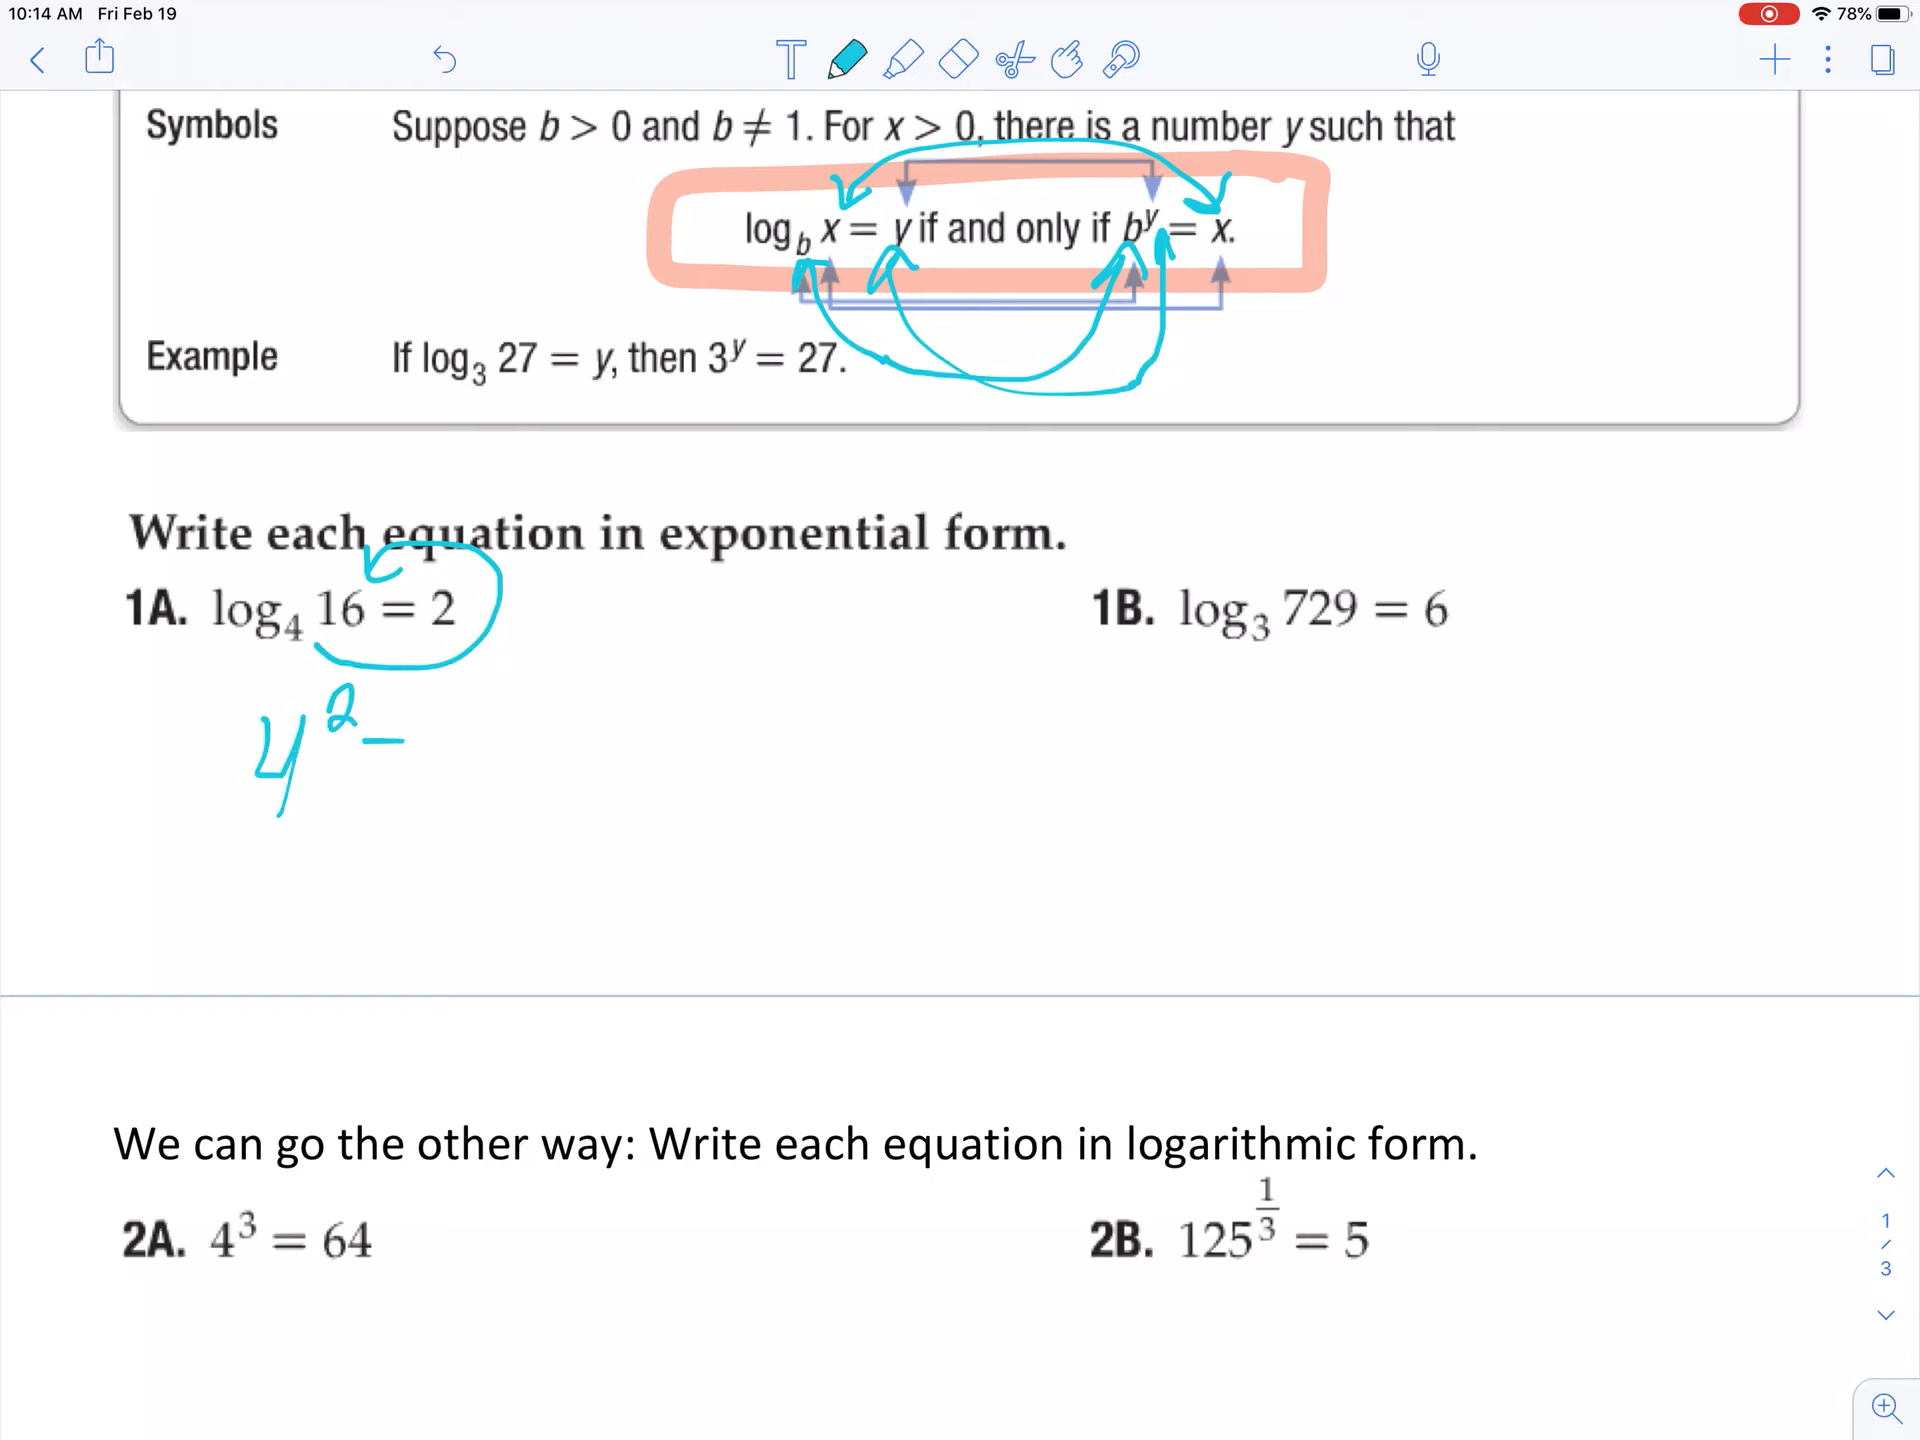 10:14 AM Fri Feb 19
78%
Symbols Suppose b > 0 and b ≠ 1. For x > 0, there is a number y such that
log_b x = y if and only if b^y = x.
Example If log_3 27 = y, then 3^y = 27.
Write each equation in exponential form.
1A. log_4 16 = 2 1B. log_3 729 = 6
4^2 –
We can go the other way: Write each equation in logarithmic form.
2A. 4^3 = 64 2B. 125^(1/3) = 5
1
/
3